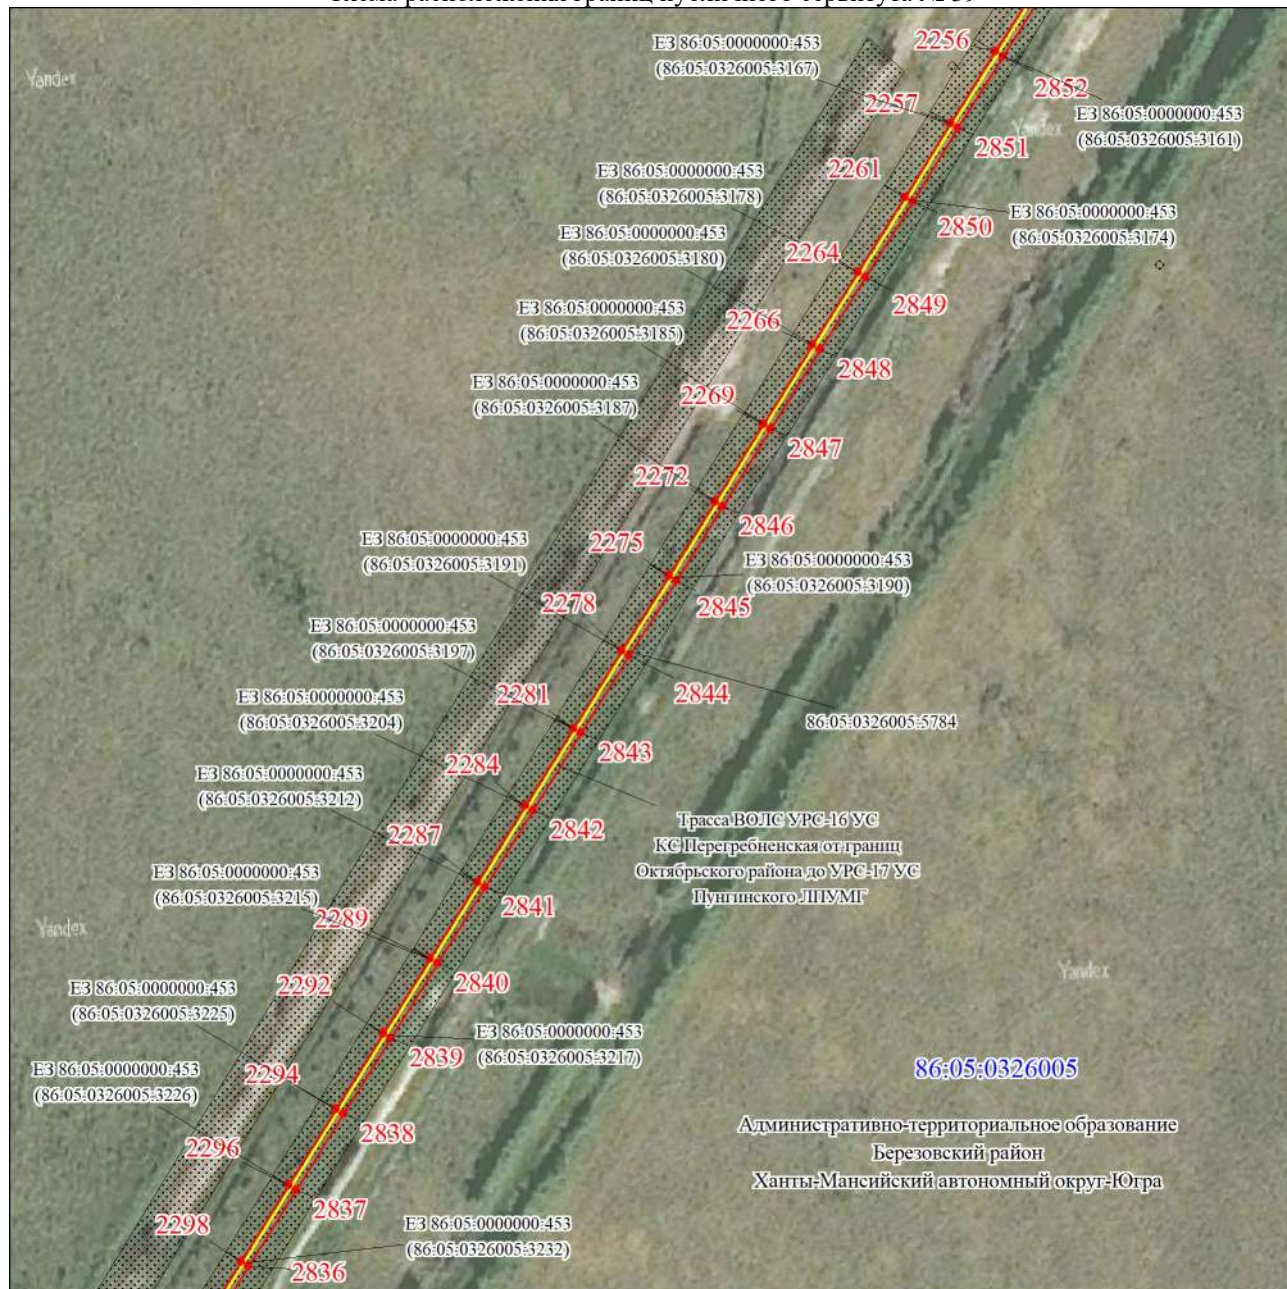 Схема расположения границ публичного сервитута № 39
ЕЗ 86:05:0000000:453
(86:05:0326005:3167)
2256
2852
Yandex
2257
ЕЗ 86:05:0000000:453
(86:05:0326005:3161)
Yandex
2851
ЕЗ 86:05:0000000:453
(86:05:0326005:3178)
2261
2850
ЕЗ 86:05:0000000:453
(86:05:0326005:3174)
ЕЗ 86:05:0000000:453
(86:05:0326005:3180)
2264
2849
ЕЗ 86:05:0000000:453
(86:05:0326005:3185)
2266
2848
ЕЗ 86:05:0000000:453
(86:05:0326005:3187)
2269
2847
2272
2846
ЕЗ 86:05:0000000:453
(86:05:0326005:3191)
2275
ЕЗ 86:05:0000000:453
(86:05:0326005:3190)
2845
2278
ЕЗ 86:05:0000000:453
(86:05:0326005:3197)
2844
2281
86:05:0326005:5784
ЕЗ 86:05:0000000:453
(86:05:0326005:3204)
2843
2284
ЕЗ 86:05:0000000:453
(86:05:0326005:3212)
2842
Трасса ВОЛС УРС-16 УС
КС Перегребненская от границ
Октябрьского района до УРС-17 УС
Пунгинского ЛПУМГ
2287
2841
ЕЗ 86:05:0000000:453
(86:05:0326005:3215)
2289
Yandex
2840
Yandex
2292
ЕЗ 86:05:0000000:453
(86:05:0326005:3225)
2839
ЕЗ 86:05:0000000:453
(86:05:0326005:3217)
2294
ЕЗ 86:05:0000000:453
(86:05:0326005:3226)
86:05:0326005
2838
Административно-территориальное образование
Березовский район
Ханты-Мансийский автономный округ-Югра
2296
2837
2298
ЕЗ 86:05:0000000:453
(86:05:0326005:3232)
2836